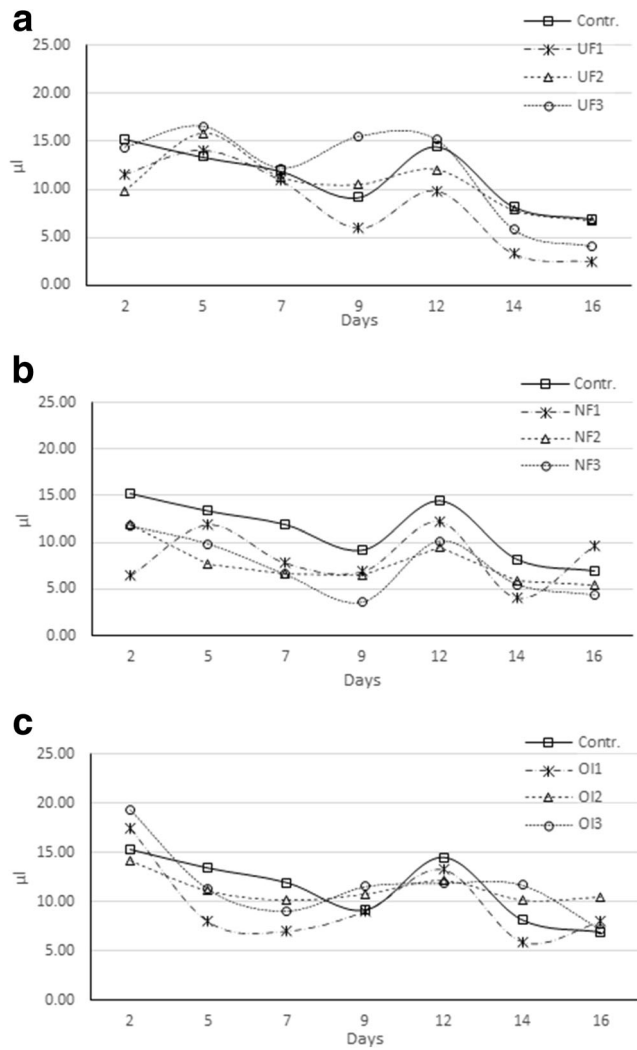 a
Contr.
UF1
UF2
UF3
25.00
20.00
15.00
10.00
5.00
0.00
µl
2 5 7 9 12 14 16
Days
b
Contr.
NF1
NF2
NF3
25.00
20.00
15.00
10.00
5.00
0.00
µl
2 5 7 9 12 14 16
Days
c
Contr.
OI1
OI2
OI3
25.00
20.00
15.00
10.00
5.00
0.00
µl
2 5 7 9 12 14 16
Days